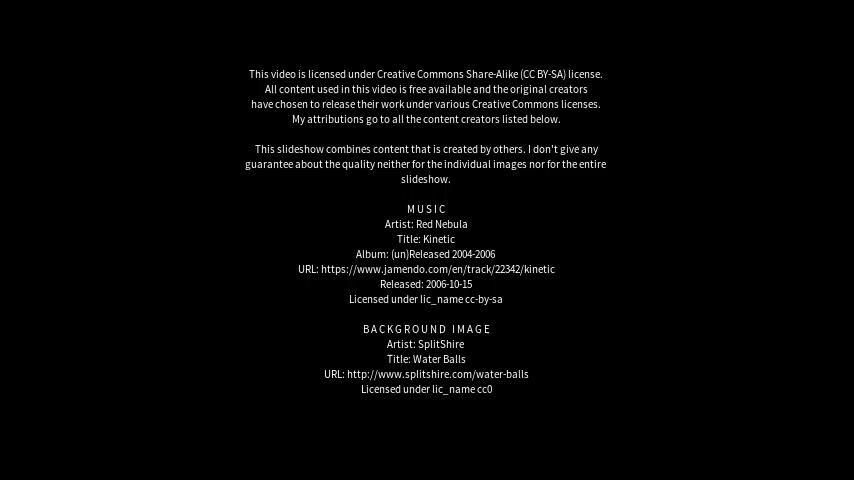 This video is licensed under Creative Commons Share-Alike (CC BY-SA) license.
All content used in this video is free available and the original creators
have chosen to release their work under various Creative Commons licenses.
My attributions go to all the content creators listed below.
This slideshow combines content that is created by others. I don't give any
guarantee about the quality neither for the individual images nor for the entire
slideshow.
MUSIC
Artist: Red Nebula
Title: Kinetic
Album: (un)Released 2004-2006
URL: https://www.jamendo.com/en/track/22342/kinetic
Released: 2006-10-15
Licensed under lic_name cc-by-sa
BACKGROUND IMAGE
Artist: SplitShire
Title: Water Balls
URL: http://www.splitshire.com/water-balls
Licensed under lic_name cc0